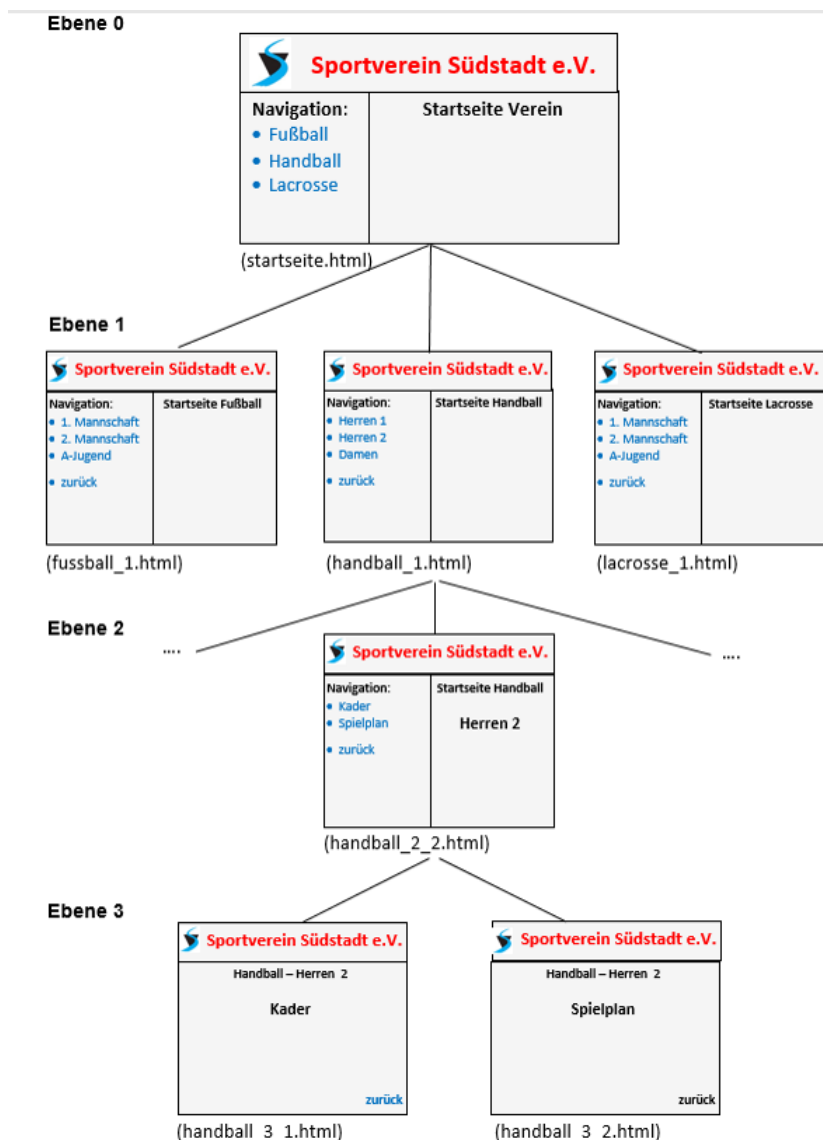 Ebene 0
Sportverein Südstadt e.V.
Navigation:
• Fußball
• Handball
• Lacrosse
Startseite Verein
(startseite.html)
Ebene 1
Sportverein Südstadt e.V.
Navigation:
• 1. Mannschaft
• 2. Mannschaft
• A-Jugend
• zurück
Startseite Fußball
(fussball_1.html)
Sportverein Südstadt e.V.
Navigation:
• Herren 1
• Herren 2
• Damen
• zurück
Startseite Handball
(handball_1.html)
Sportverein Südstadt e.V.
Navigation:
• 1. Mannschaft
• 2. Mannschaft
• A-Jugend
• zurück
Startseite Lacrosse
(lacrosse_1.html)
Ebene 2
....
Sportverein Südstadt e.V.
Navigation:
• Kader
• Spielplan
• zurück
Startseite Handball
Herren 2
(handball_2_2.html)
....
Ebene 3
Sportverein Südstadt e.V.
Handball – Herren 2
Kader
zurück
(handball_3_1.html)
Sportverein Südstadt e.V.
Handball – Herren 2
Spielplan
zurück
(handball_3_2.html)